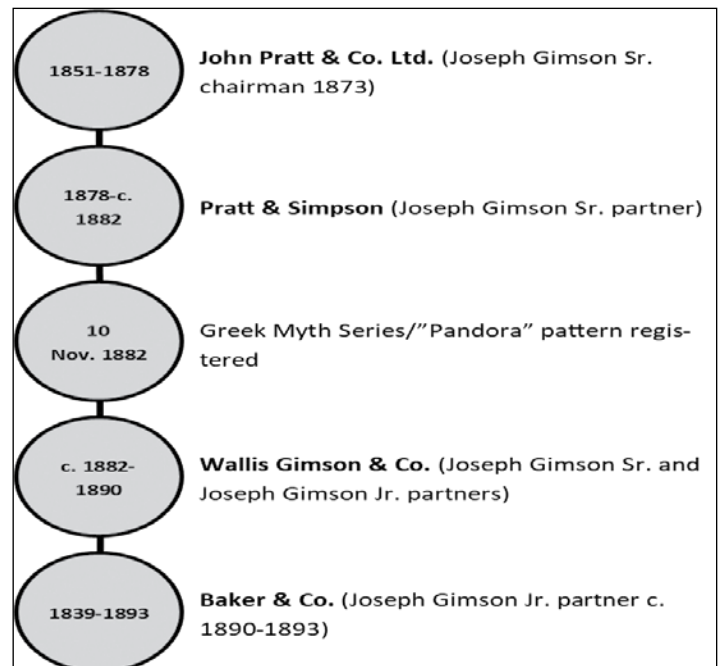 1851-1878
John Pratt & Co. Ltd. (Joseph Gimson Sr.
chairman 1873)
1878-c.
1882
Pratt & Simpson (Joseph Gimson Sr. partner)
10
Nov. 1882
Greek Myth Series/”Pandora” pattern regis-
tered
c. 1882-
1890
Wallis Gimson & Co. (Joseph Gimson Sr. and
Joseph Gimson Jr. partners)
1839-1893
Baker & Co. (Joseph Gimson Jr. partner c.
1890-1893)